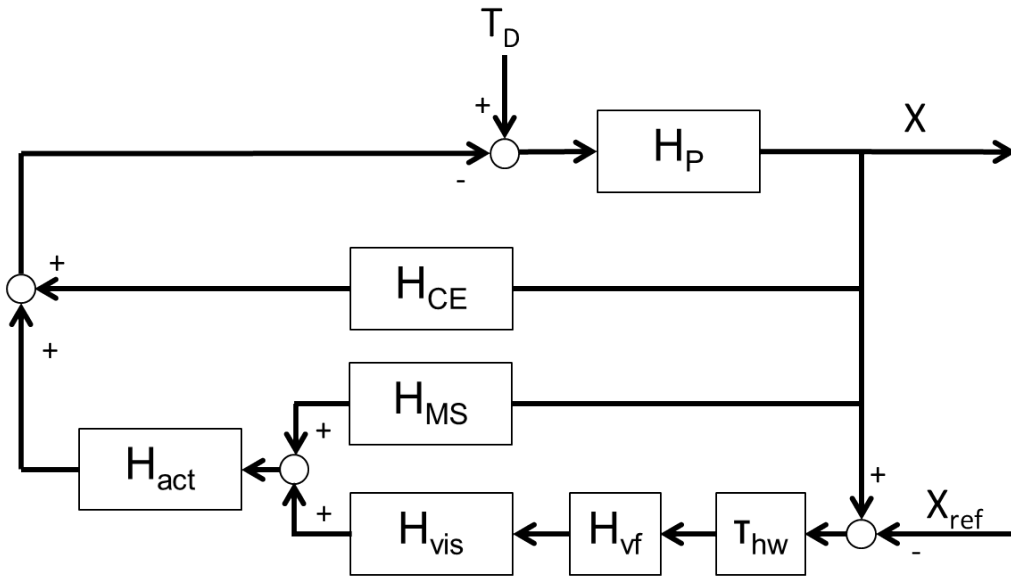 T_D
+
H_P
X
-
+
H_CE
+
H_MS
+
H_act
+
+
X_ref
H_vis
H_vf
τ_hw
-